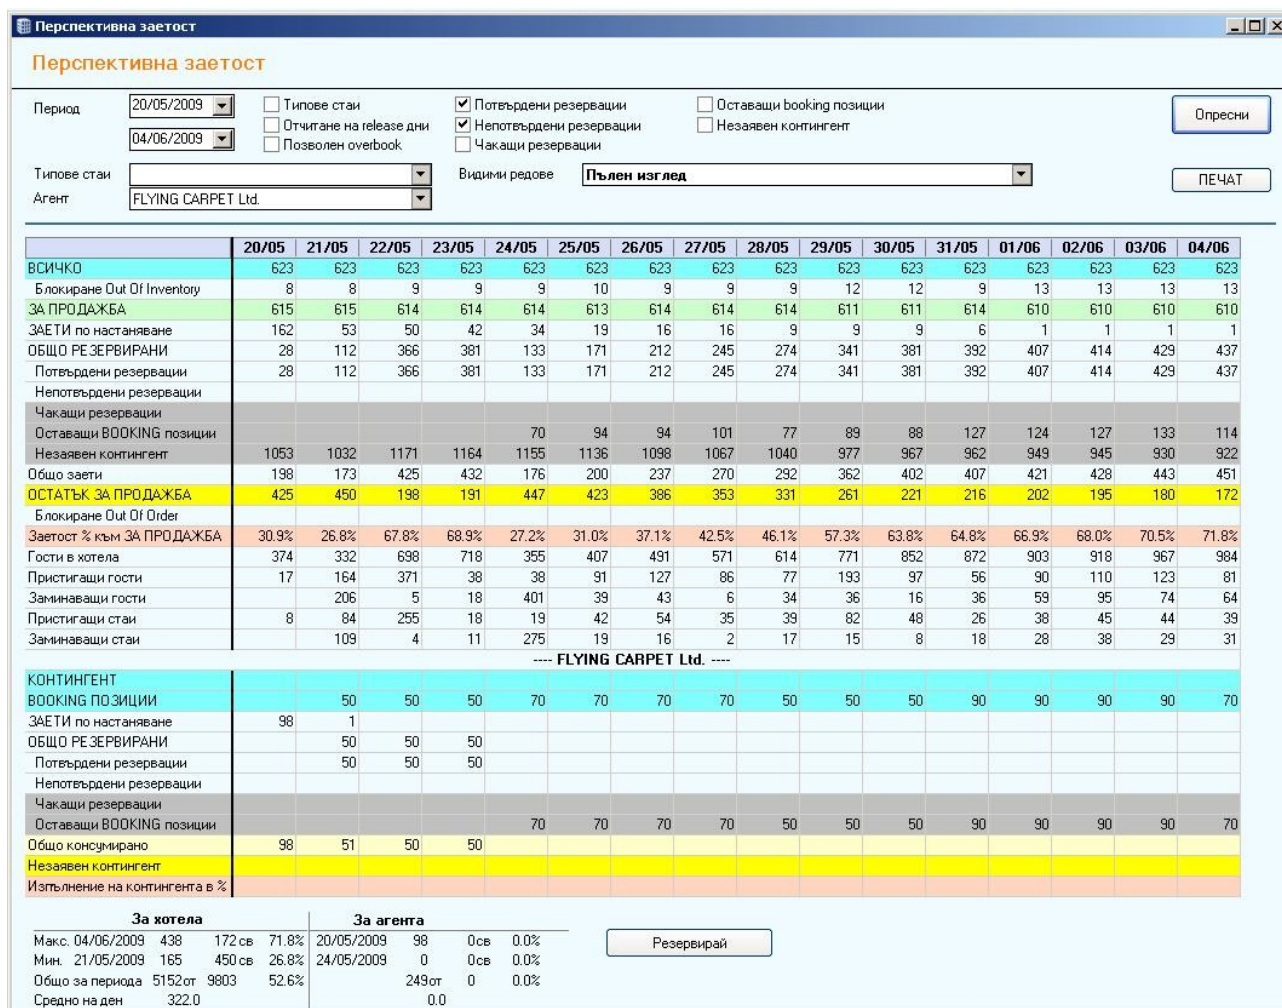 Перспективна заетост
Перспективна заетост
Период 20/05/2009 Типове стаи Потвърдени резервации Оставащи booking позиции Опресни
Отчитане на release дни Непотвърдени резервации Незаявен контингент
04/06/2009 Позволен overbook Чакащи резервации
Типове стаи Видими редове Пълен изглед ПЕЧАТ
Агент FLYING CARPET Ltd.
20/05 21/05 22/05 23/05 24/05 25/05 26/05 27/05 28/05 29/05 30/05 31/05 01/06 02/06 03/06 04/06
ВСИЧКО 623 623 623 623 623 623 623 623 623 623 623 623 623 623 623 623
Блокиране Out Of Inventory 8 8 9 9 9 10 9 9 9 12 12 9 13 13 13 13
ЗА ПРОДАЖБА 615 615 614 614 614 613 614 614 614 611 611 614 610 610 610 610
ЗАЕТИ по настаняване 162 53 50 42 34 19 16 16 9 9 9 6 1 1 1 1
ОБЩО РЕЗЕРВИРАНИ 28 112 366 381 133 171 212 245 274 341 381 392 407 414 429 437
Потвърдени резервации 28 112 366 381 133 171 212 245 274 341 381 392 407 414 429 437
Непотвърдени резервации
Чакащи резервации
Оставащи BOOKING позиции 70 94 94 101 77 89 88 127 124 127 133 114
Незаявен контингент 1053 1032 1171 1164 1155 1136 1098 1067 1040 977 967 962 949 945 930 922
Общо заети 198 173 425 432 176 200 237 270 292 362 402 407 421 428 443 451
ОСТАТЪК ЗА ПРОДАЖБА 425 450 198 191 447 423 386 353 331 261 221 216 202 195 180 172
Блокиране Out Of Order
Заетост % към ЗА ПРОДАЖБА 30.9% 26.8% 67.8% 68.9% 27.2% 31.0% 37.1% 42.5% 46.1% 57.3% 63.8% 64.8% 66.9% 68.0% 70.5% 71.8%
Гости в хотела 374 332 698 718 355 407 491 571 614 771 852 872 903 918 967 984
Пристигащи гости 17 164 371 38 38 91 127 86 77 193 97 56 90 110 123 81
Заминаващи гости 206 5 18 401 39 43 6 34 36 16 36 59 95 74 64
Пристигащи стаи 8 84 255 18 19 42 54 35 39 82 48 26 38 45 44 39
Заминаващи стаи 109 4 11 275 19 16 2 17 15 8 18 28 38 29 31
---- FLYING CARPET Ltd. ----
КОНТИНГЕНТ
BOOKING ПОЗИЦИИ 50 50 50 70 70 70 70 50 50 50 90 90 90 90 70
ЗАЕТИ по настаняване 98 1
ОБЩО РЕЗЕРВИРАНИ 50 50 50
Потвърдени резервации 50 50 50
Непотвърдени резервации
Чакащи резервации
Оставащи BOOKING позиции 70 70 70 70 50 50 50 90 90 90 90 70
Общо консумирано 98 51 50 50
Незаявен контингент
Изпълнение на контингента в %
За хотела За агента
Макс. 04/06/2009 438 172 св 71.8% 20/05/2009 98 0св 0.0% Резервирай
Мин. 21/05/2009 165 450 св 26.8% 24/05/2009 0 0св 0.0%
Общо за периода 5152от 9803 52.6% 249от 0 0.0%
Средно на ден 322.0 0.0